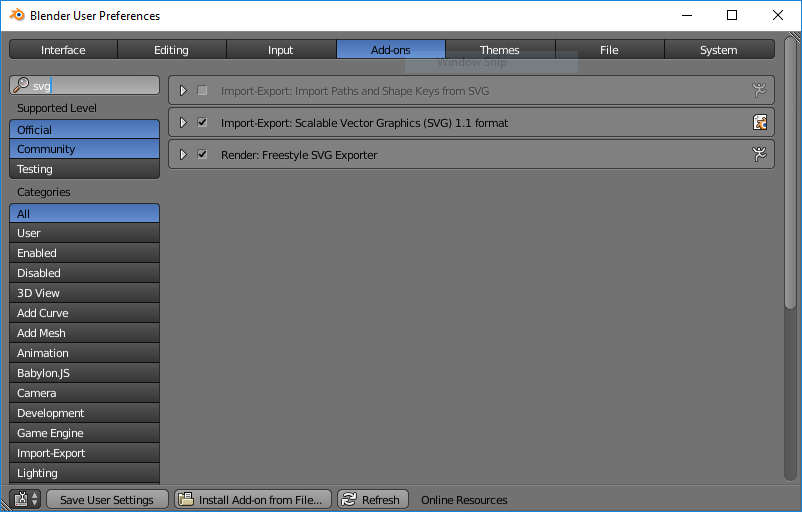 Blender User Preferences
Interface Editing Input Add-ons Themes File System
Window Snip
svg
Import-Export: Import Paths and Shape Keys from SVG
Supported Level
Official
Import-Export: Scalable Vector Graphics (SVG) 1.1 format
Community
Render: Freestyle SVG Exporter
Testing
Categories
All
User
Enabled
Disabled
3D View
Add Curve
Add Mesh
Animation
Babylon.JS
Camera
Development
Game Engine
Import-Export
Lighting
Save User Settings Install Add-on from File... Refresh Online Resources